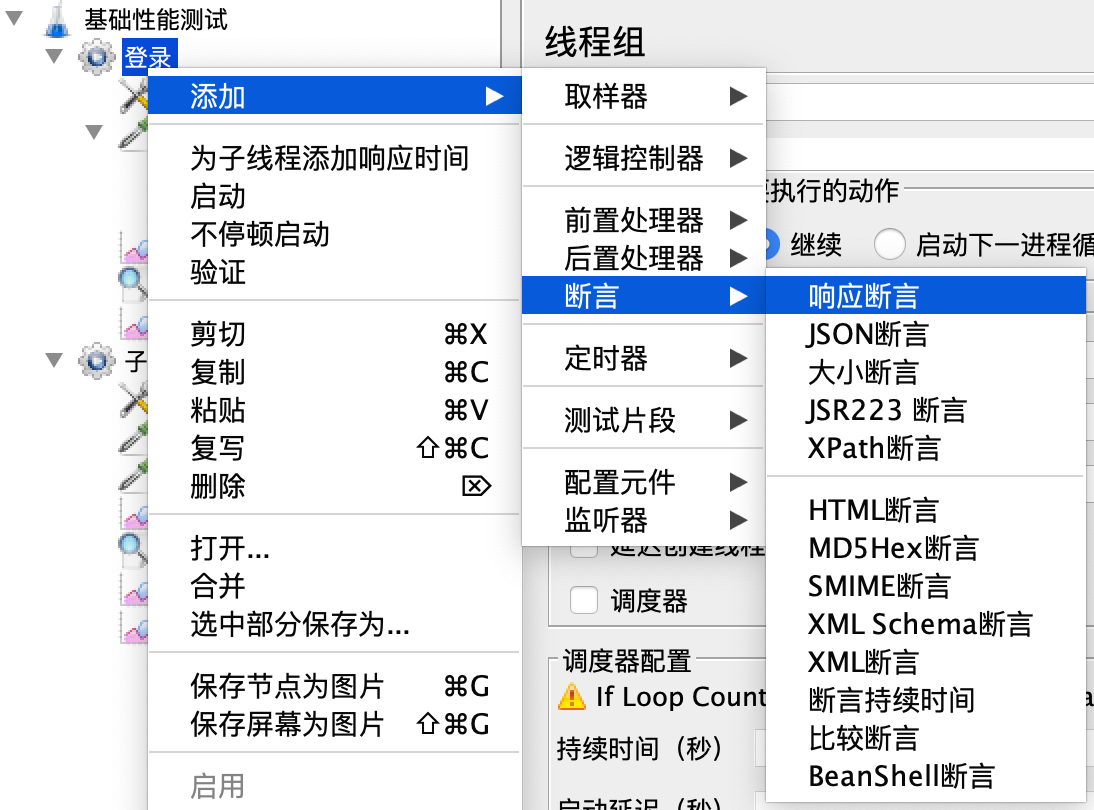 基础性能测试
登录
子
线程组
添加
为子线程添加响应时间
启动
不停顿启动
验证
剪切 ⌘X
复制 ⌘C
粘贴 ⌘V
复写 ⇧⌘C
删除 ⌦
打开...
合并
选中部分保存为...
保存节点为图片 ⌘G
保存屏幕为图片 ⇧⌘G
启用
取样器
逻辑控制器
前置处理器
后置处理器
断言
定时器
测试片段
配置元件
监听器
执行的动作
继续 启动下一进程循
响应断言
JSON断言
大小断言
JSR223 断言
XPath断言
HTML断言
MD5Hex断言
SMIME断言
XML Schema断言
XML断言
断言持续时间
比较断言
BeanShell断言
延迟创建线程
调度器
调度器配置
If Loop Count
持续时间（秒）
启动延迟（秒）